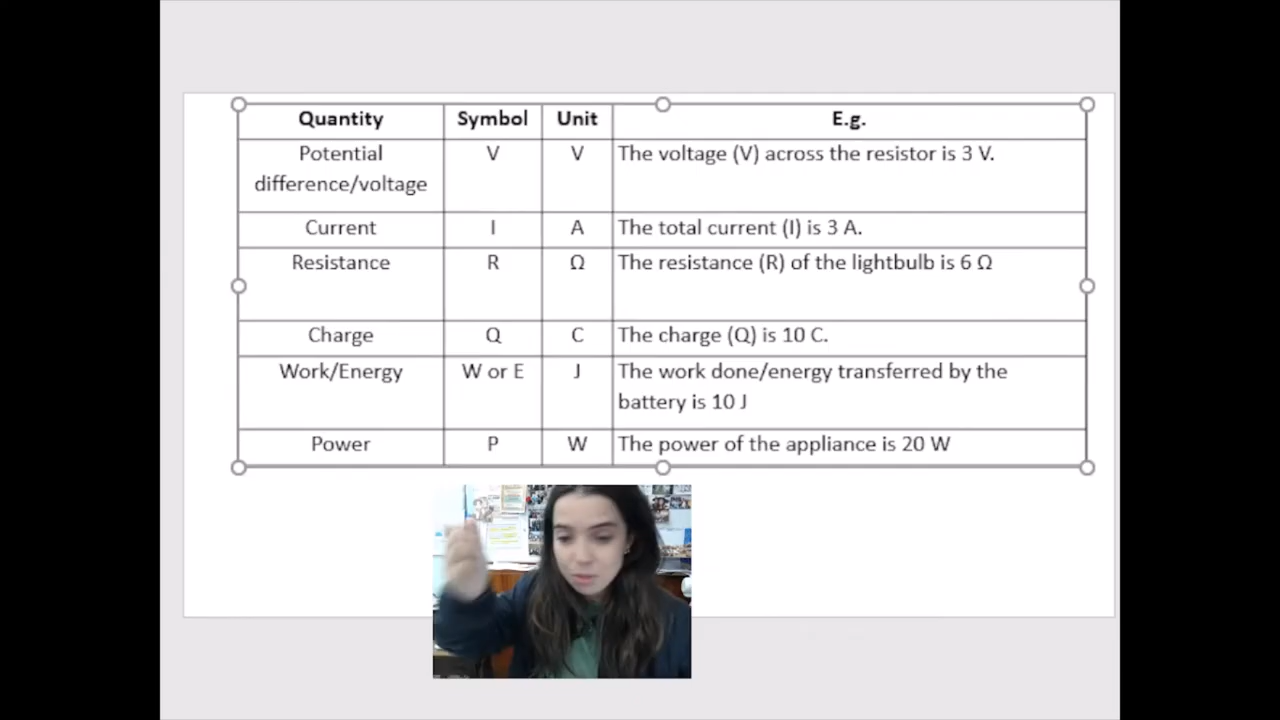 Quantity Symbol Unit E.g.
Potential difference/voltage V V The voltage (V) across the resistor is 3 V.
Current I A The total current (I) is 3 A.
Resistance R Ω The resistance (R) of the lightbulb is 6 Ω
Charge Q C The charge (Q) is 10 C.
Work/Energy W or E J The work done/energy transferred by the battery is 10 J
Power P W The power of the appliance is 20 W